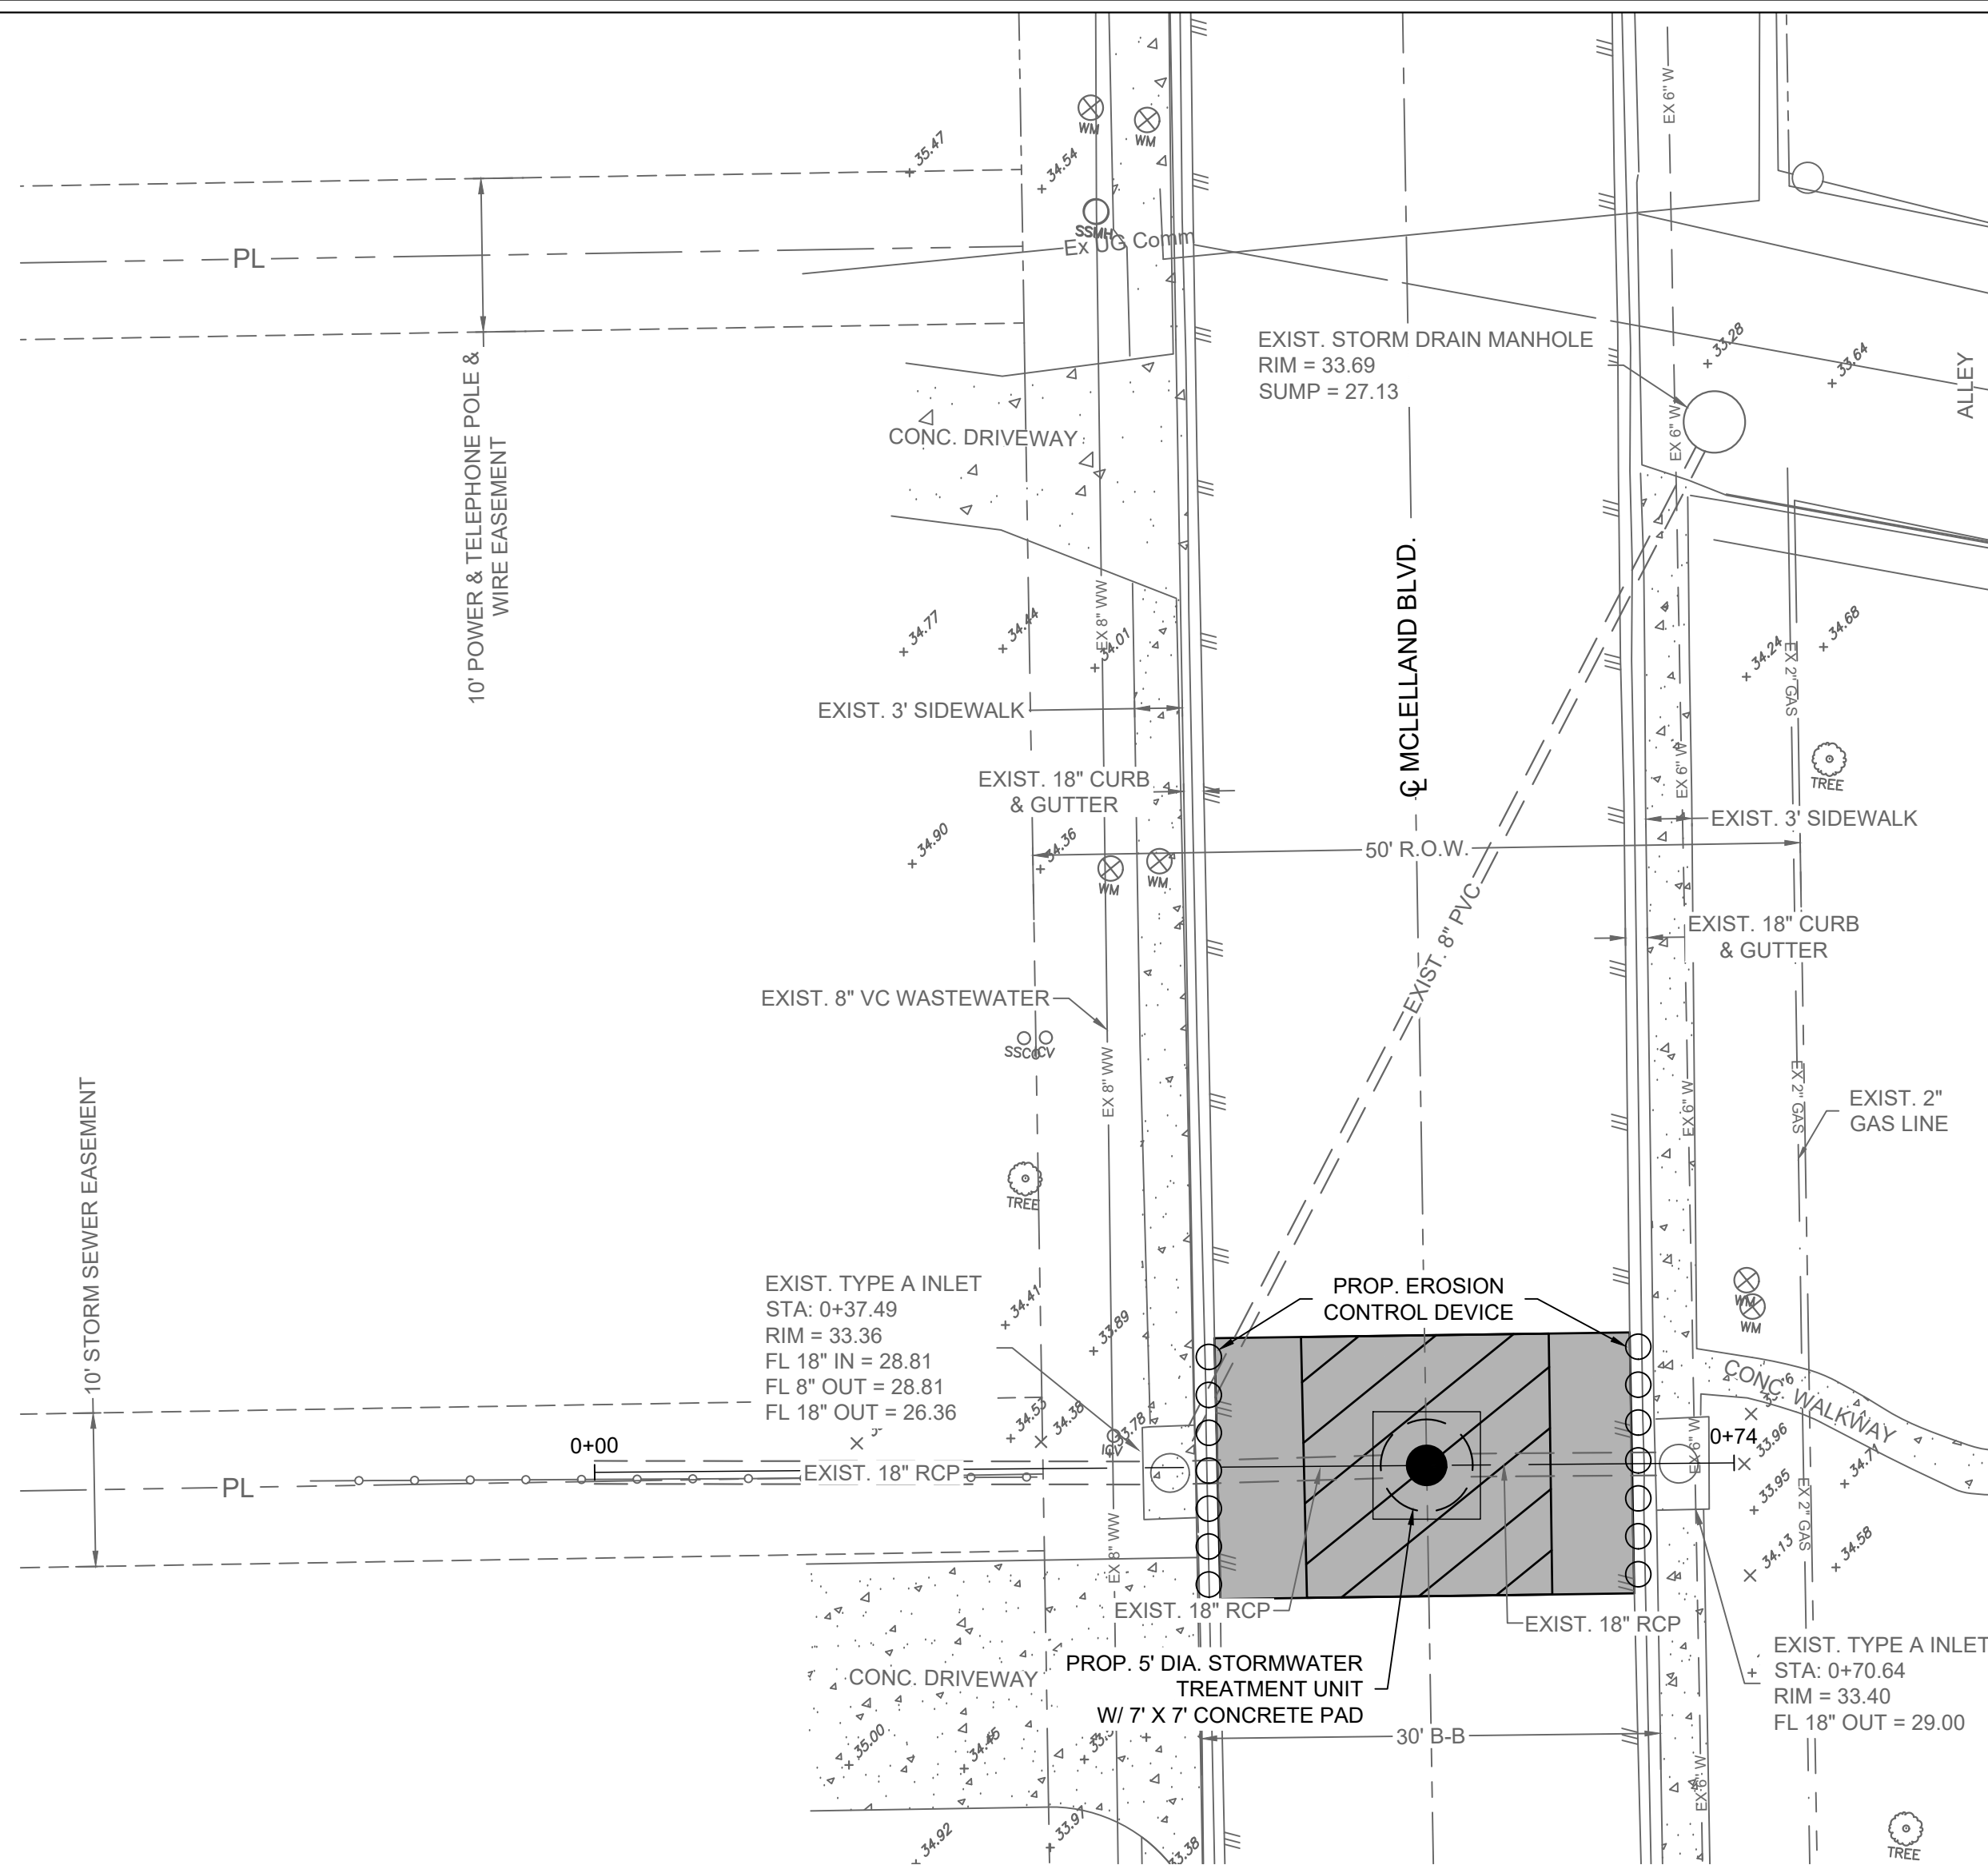 WM
WM
35.47
34.54
SSMH
Ex UG Comm
EX 6" W
PL
10' POWER & TELEPHONE POLE &
WIRE EASEMENT
EXIST. STORM DRAIN MANHOLE
RIM = 33.69
SUMP = 27.13
33.28
33.64
ALLEY
EX 6" W
CONC. DRIVEWAY
℄ MCLELLAND BLVD.
EX 8" WW
34.77
34.44
34.01
34.24
34.68
EX 2" GAS
EXIST. 3' SIDEWALK
TREE
EX 6" W
EXIST. 18" CURB
& GUTTER
EXIST. 3' SIDEWALK
34.90
34.36
50' R.O.W.
WM
WM
EXIST. 8" PVC
EXIST. 18" CURB
& GUTTER
EXIST. 8" VC WASTEWATER
EX 8" WW
EX 6" W
EX 2" GAS
EXIST. 2"
GAS LINE
10' STORM SEWER EASEMENT
TREE
EXIST. TYPE A INLET
STA: 0+37.49
RIM = 33.36
FL 18" IN = 28.81
FL 8" OUT = 28.81
FL 18" OUT = 26.36
34.41
33.89
PROP. EROSION
CONTROL DEVICE
WM
WM
CONC. WALKWAY
34.53
34.38
33.78
ICV
0+00
EXIST. 18" RCP
PL
0+74
EX 6" W
33.96
33.95
34.71
EX 2" GAS
34.13
34.58
EX 8" WW
EXIST. 18" RCP
EXIST. 18" RCP
CONC. DRIVEWAY
PROP. 5' DIA. STORMWATER
TREATMENT UNIT
W/ 7' X 7' CONCRETE PAD
EXIST. TYPE A INLET
STA: 0+70.64
RIM = 33.40
FL 18" OUT = 29.00
30' B-B
35.00
34.46
EX 6" W
34.92
33.97
33.38
TREE